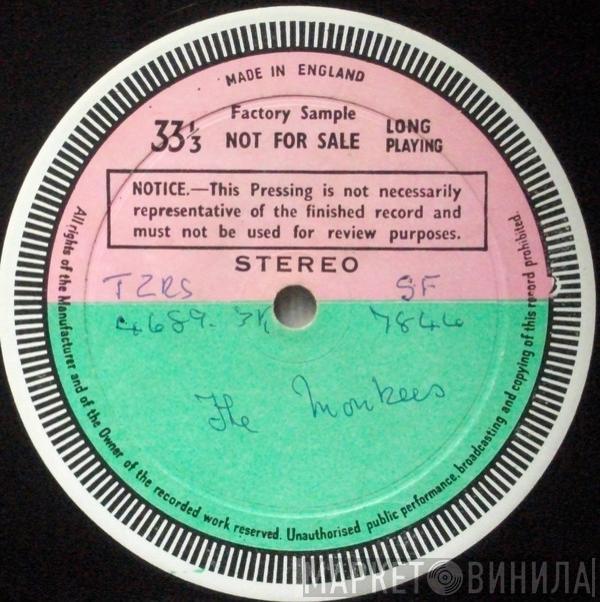 MADE IN ENGLAND
Factory Sample
33⅓ NOT FOR SALE LONG PLAYING
NOTICE.—This Pressing is not necessarily
representative of the finished record and
must not be used for review purposes.
STEREO
TZRS SF
4689. 3K 7844
The Monkees
All rights of the Manufacturer and of the Owner of the recorded work reserved. Unauthorised public performance, broadcasting and copying of this record prohibited.
МАРКЕТ ВИНИЛА